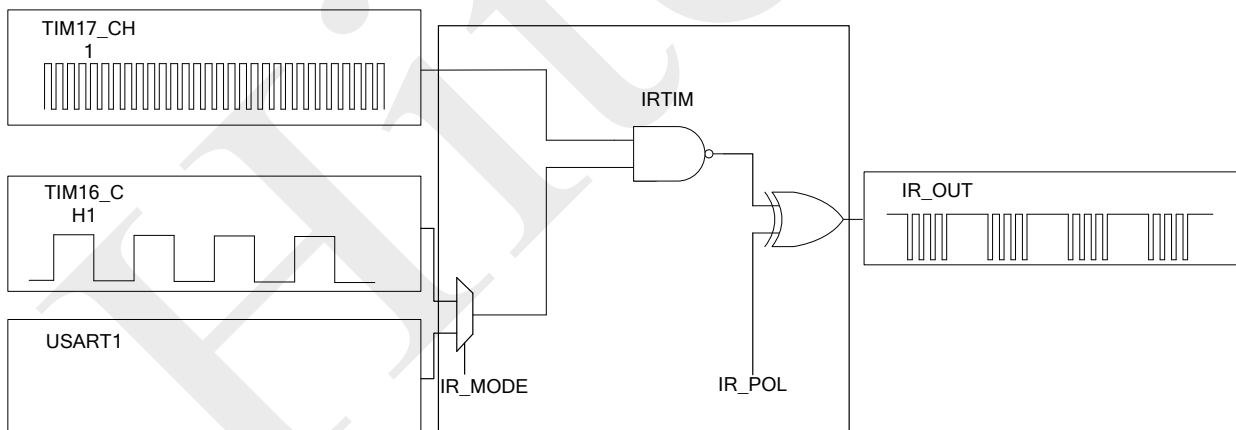 TIM17_CH
1
IRTIM
TIM16_C
H1
IR_OUT
USART1
IR_MODE
IR_POL